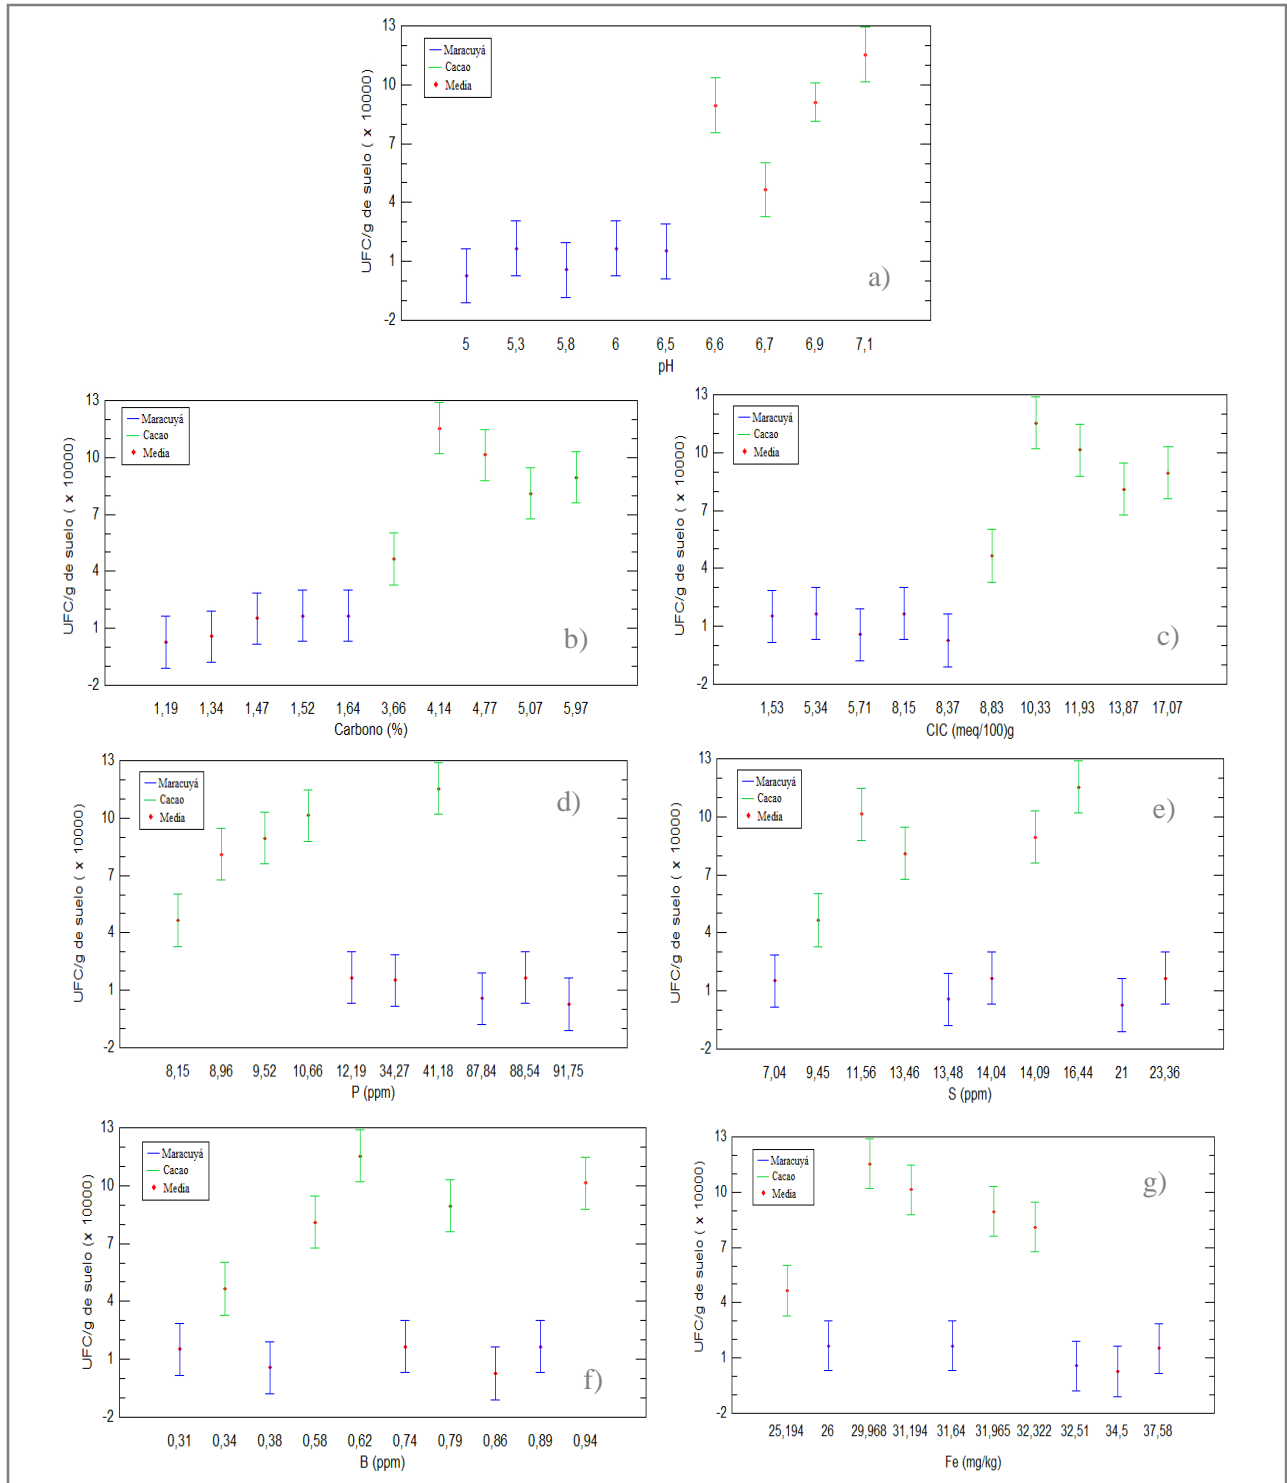 UFC/g de suelo ( x 10000)
13
10
7
4
1
-2
Maracuyá
Cacao
Media
a)
5 5,3 5,8 6 6,5 6,6 6,7 6,9 7,1
pH
UFC/g de suelo ( x 10000)
13
10
7
4
1
-2
Maracuyá
Cacao
Media
b)
1,19 1,34 1,47 1,52 1,64 3,66 4,14 4,77 5,07 5,97
Carbono (%)
UFC/g de suelo ( x 10000)
13
10
7
4
1
-2
Maracuyá
Cacao
Media
c)
1,53 5,34 5,71 8,15 8,37 8,83 10,33 11,93 13,87 17,07
CIC (meq/100)g
UFC/g de suelo ( x 10000)
13
10
7
4
1
-2
Maracuyá
Cacao
Media
d)
8,15 8,96 9,52 10,66 12,19 34,27 41,18 87,84 88,54 91,75
P (ppm)
UFC/g de suelo ( x 10000)
13
10
7
4
1
-2
Maracuyá
Cacao
Media
e)
7,04 9,45 11,56 13,46 13,48 14,04 14,09 16,44 21 23,36
S (ppm)
UFC/g de suelo (x 10000)
13
10
7
4
1
-2
Maracuyá
Cacao
Media
f)
0,31 0,34 0,38 0,58 0,62 0,74 0,79 0,86 0,89 0,94
B (ppm)
UFC/g de suelo ( x 10000)
13
10
7
4
1
-2
Maracuyá
Cacao
Media
g)
25,194 26 29,968 31,194 31,64 31,965 32,322 32,51 34,5 37,58
Fe (mg/kg)